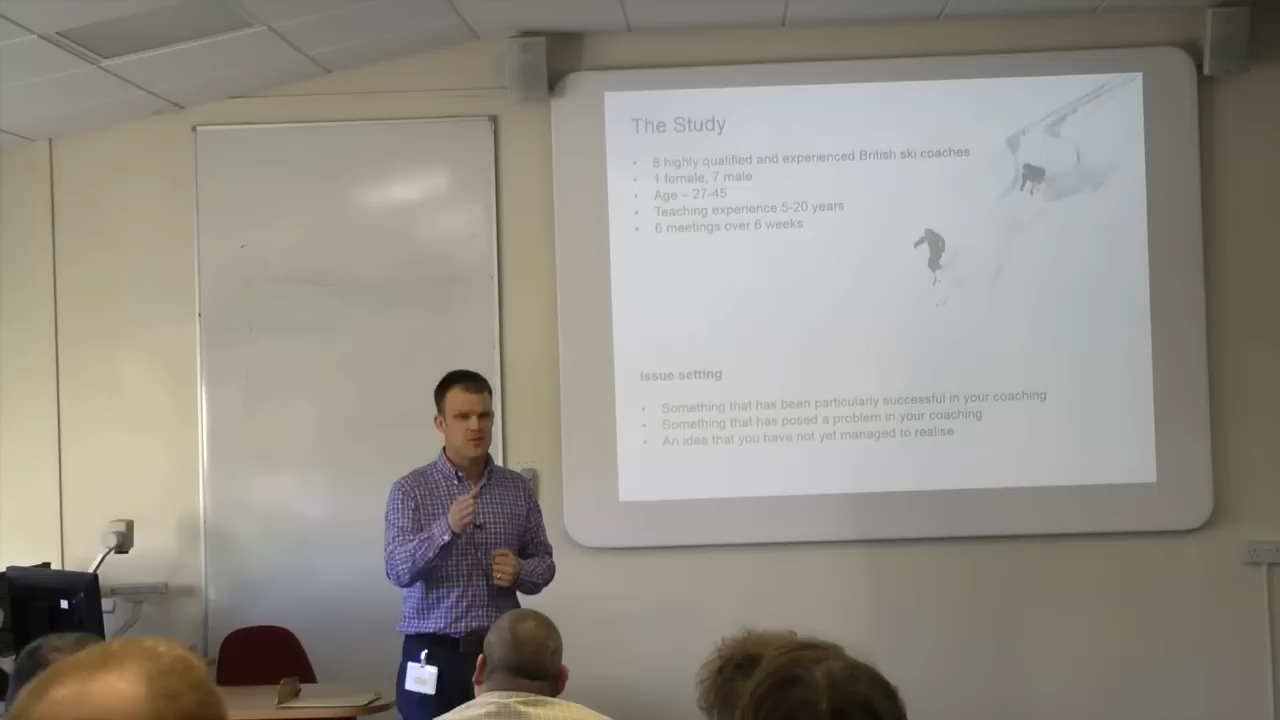 The Study
• 8 highly qualified and experienced British ski coaches
• 1 female, 7 male
• Age – 27-45
• Teaching experience 5-20 years
• 6 meetings over 6 weeks
Issue setting
• Something that has been particularly successful in your coaching
• Something that has posed a problem in your coaching
• An idea that you have not yet managed to realise